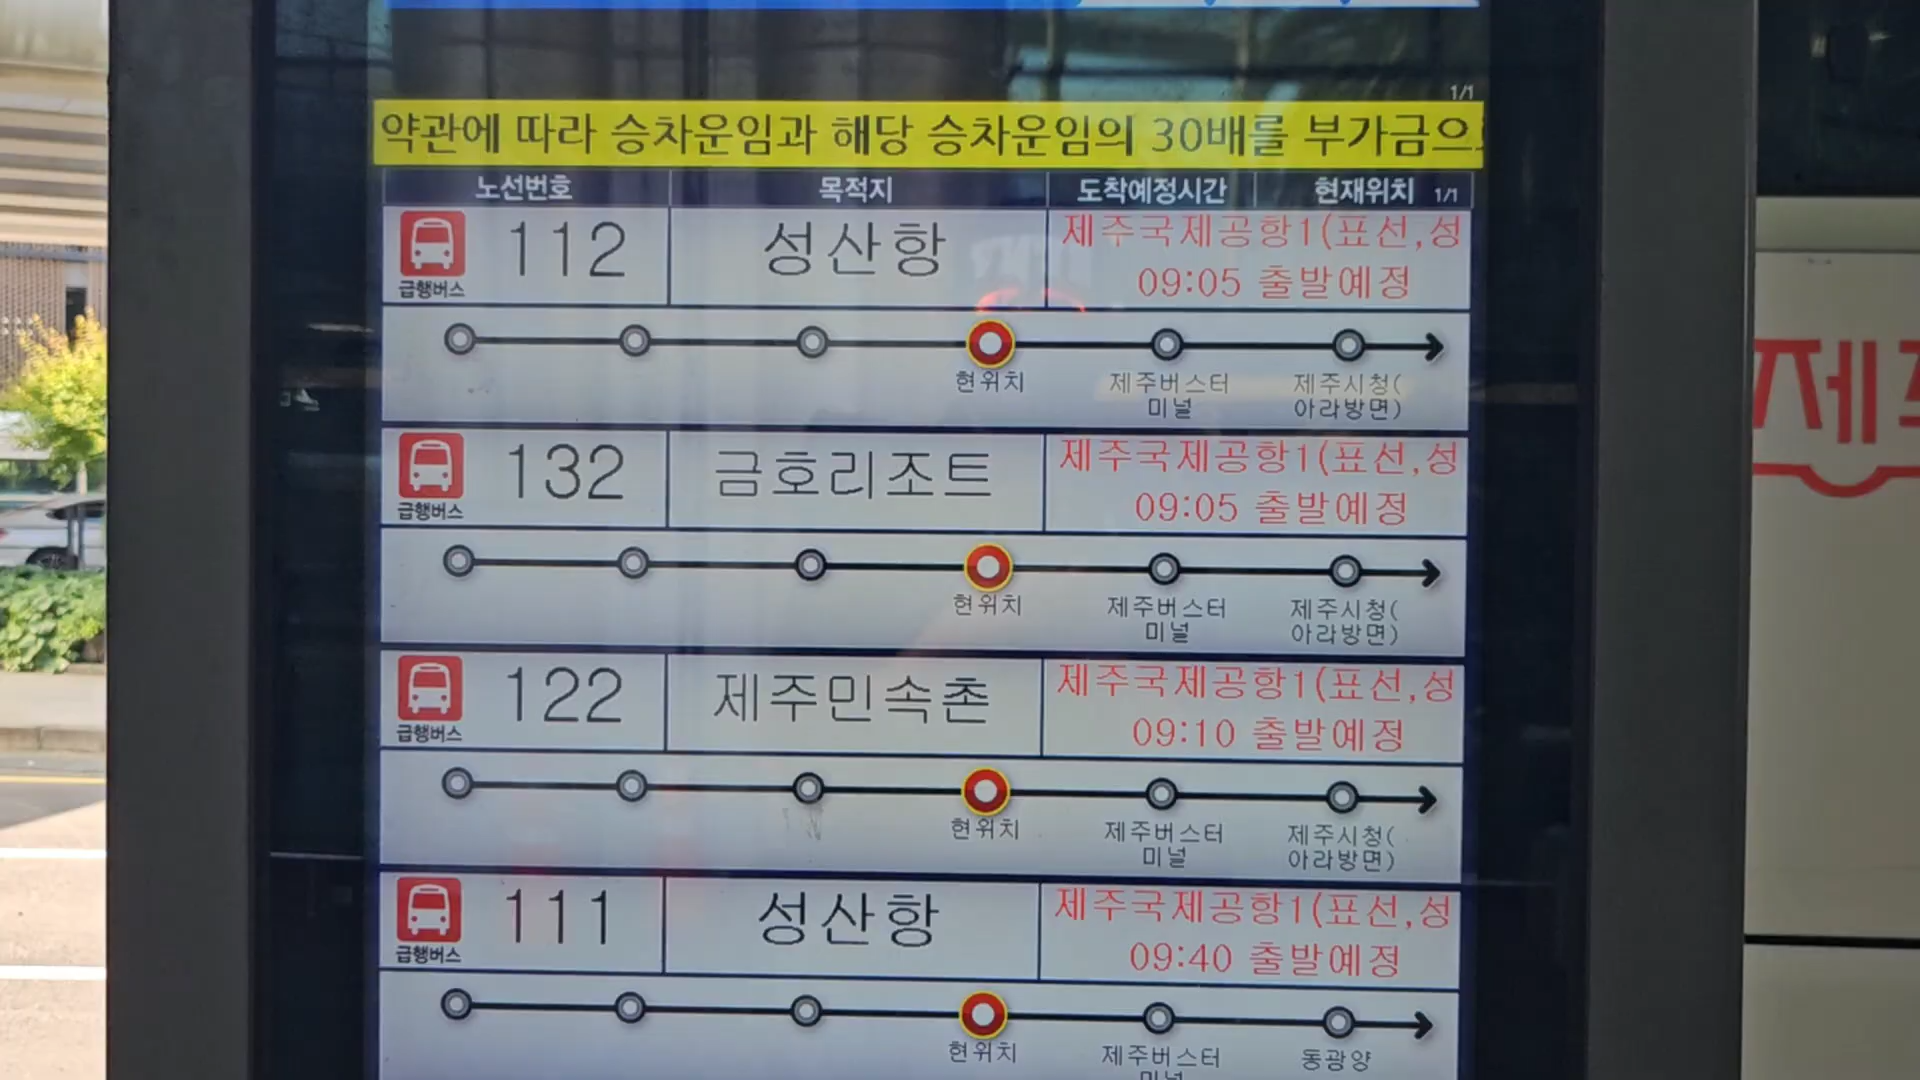 1/1
약관에 따라 승차운임과 해당 승차운임의 30배를 부가금으
노선번호 목적지 도착예정시간 현재위치 1/1
급행버스 112 성산항 제주국제공항1(표선,성
09:05 출발예정
현위치 제주버스터 제주시청(
미널 아라방면)
급행버스 132 금호리조트 제주국제공항1(표선,성
09:05 출발예정
현위치 제주버스터 제주시청(
미널 아라방면)
급행버스 122 제주민속촌 제주국제공항1(표선,성
09:10 출발예정
현위치 제주버스터 제주시청(
미널 아라방면)
급행버스 111 성산항 제주국제공항1(표선,성
09:40 출발예정
현위치 제주버스터 동광양
미널
제